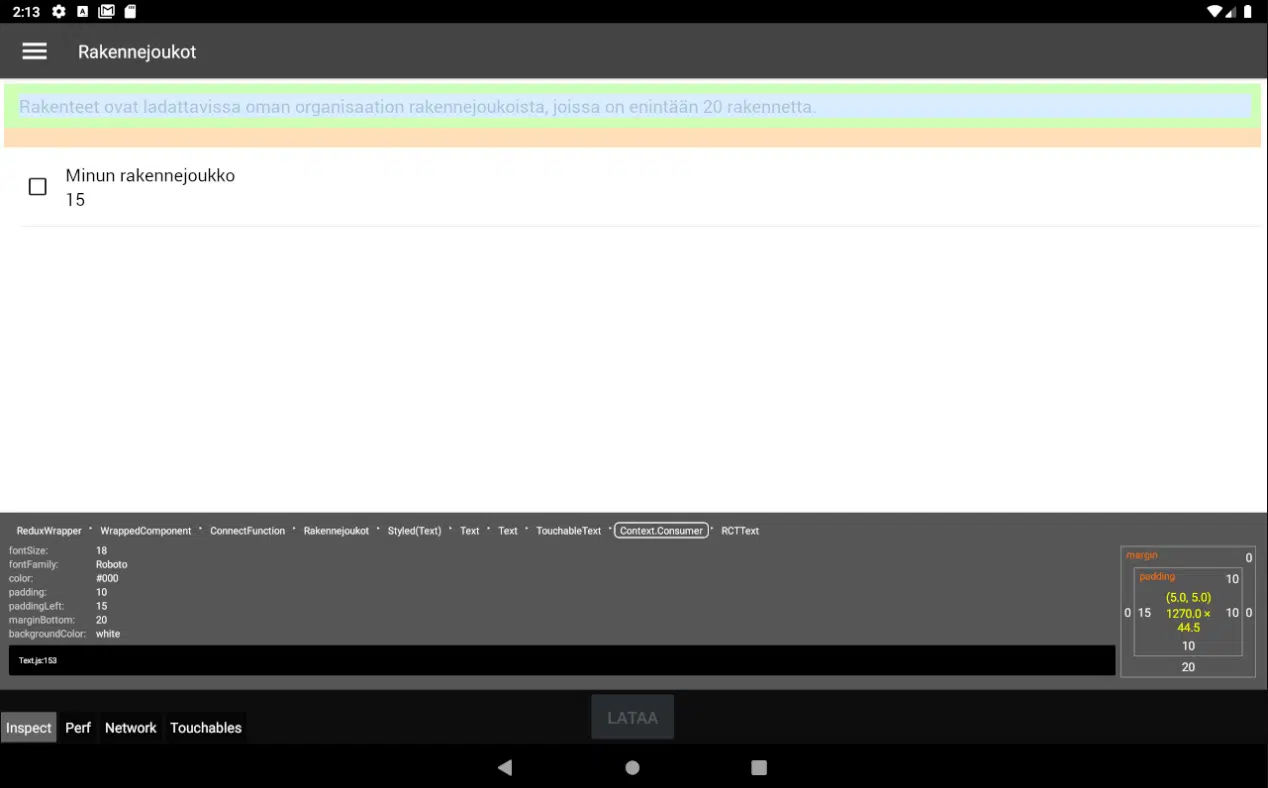 2:13
Rakennejoukot
Rakenteet ovat ladattavissa oman organisaation rakennejoukoista, joissa on enintään 20 rakennetta.
Minun rakennejoukko
15
ReduxWrapper WrappedComponent ConnectFunction Rakennejoukot Styled(Text) Text Text TouchableText Context.Consumer RCTText
fontSize: 18
fontFamily: Roboto
color: #000
padding: 10
paddingLeft: 15
marginBottom: 20
backgroundColor: white
Text.js:153
margin 0
padding 10
(5.0, 5.0)
0 15 1270.0 × 10 0
44.5
10
20
LATAA
Inspect Perf Network Touchables